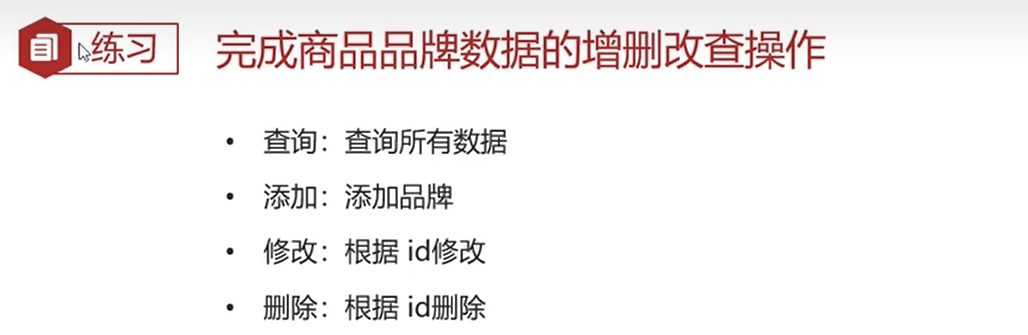 练习 完成商品品牌数据的增删改查操作
• 查询：查询所有数据
• 添加：添加品牌
• 修改：根据 id修改
• 删除：根据 id删除